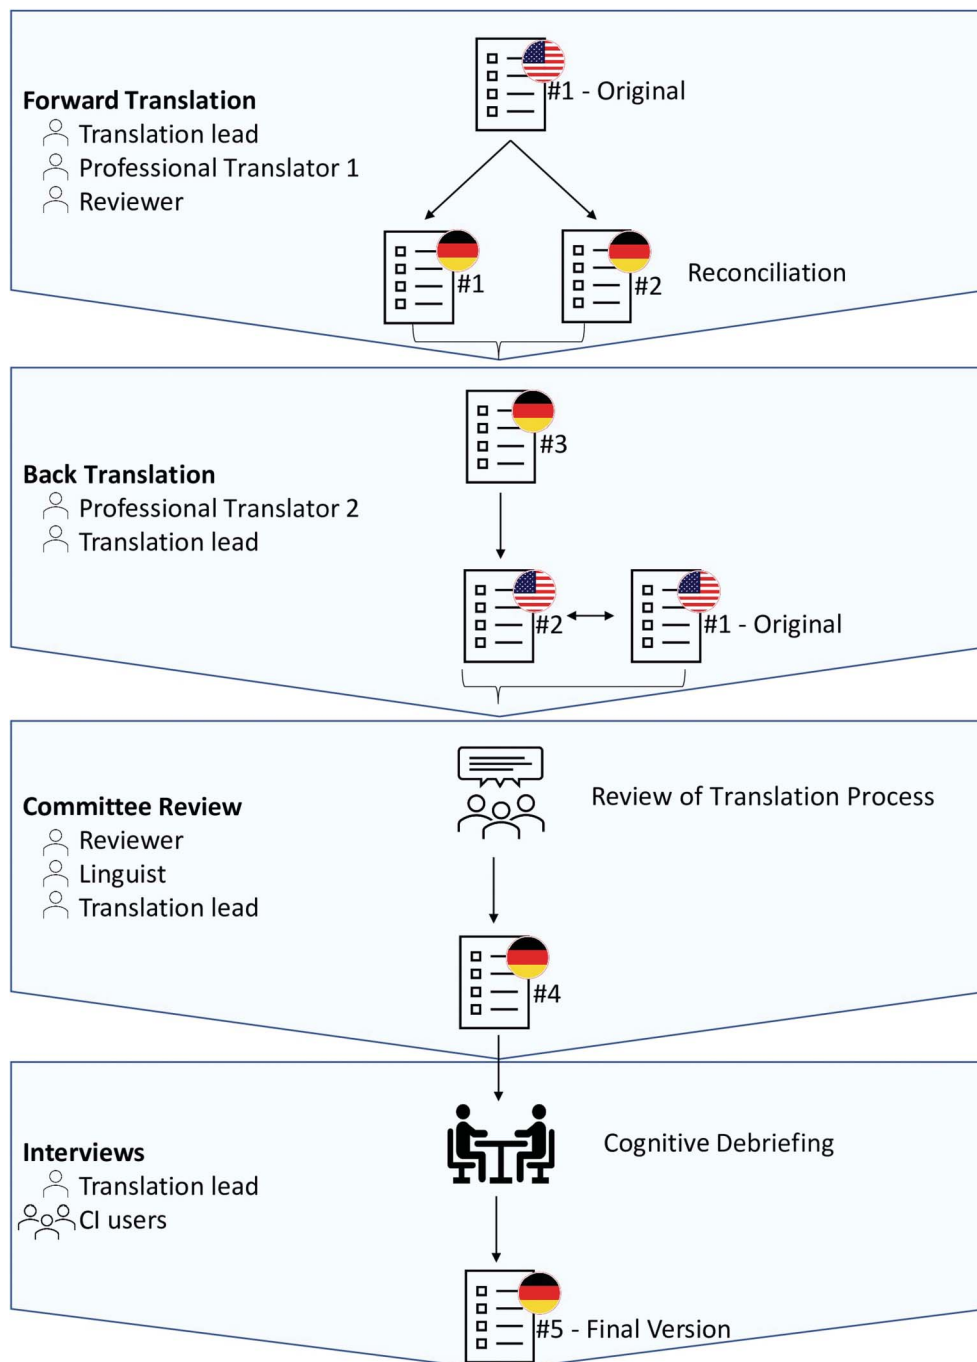 #1 - Original
Forward Translation
Translation lead
Professional Translator 1
Reviewer
#1
#2
Reconciliation
#3
Back Translation
Professional Translator 2
Translation lead
#2
#1 - Original
Committee Review
Reviewer
Linguist
Translation lead
Review of Translation Process
#4
Interviews
Translation lead
CI users
Cognitive Debriefing
#5 - Final Version